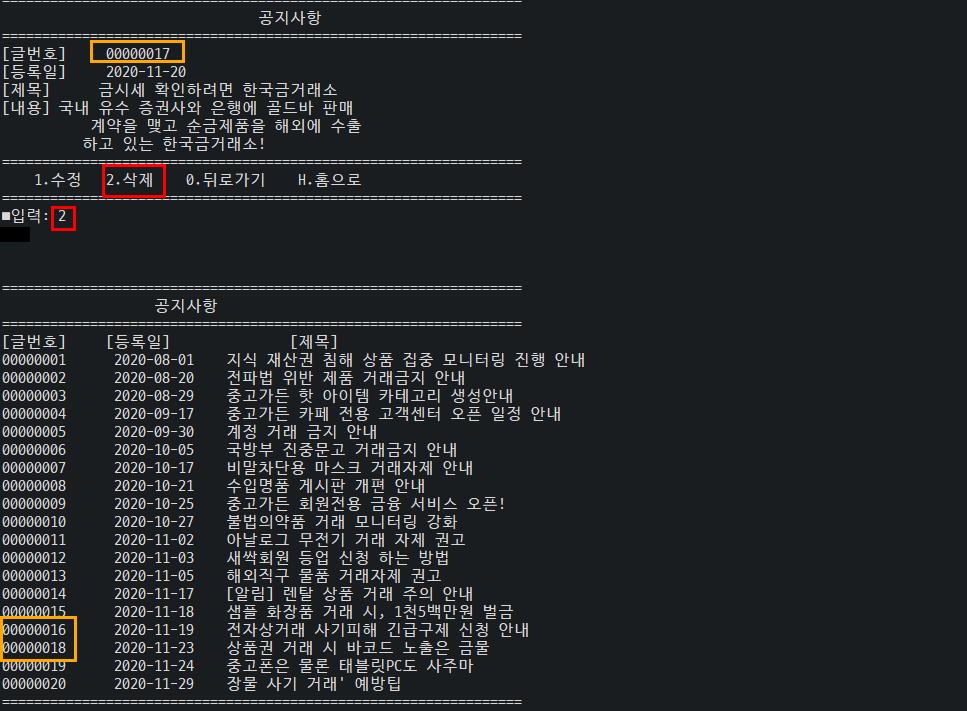 =================================================================
공지사항
=================================================================
[글번호] 00000017
[등록일] 2020-11-20
[제목] 금시세 확인하려면 한국금거래소
[내용] 국내 유수 증권사와 은행에 골드바 판매
계약을 맺고 순금제품을 해외에 수출
하고 있는 한국금거래소!
=================================================================
1.수정 2.삭제 0.뒤로가기 H.홈으로
=================================================================
■입력: 2
=================================================================
공지사항
=================================================================
[글번호] [등록일] [제목]
00000001 2020-08-01 지식 재산권 침해 상품 집중 모니터링 진행 안내
00000002 2020-08-20 전파법 위반 제품 거래금지 안내
00000003 2020-08-29 중고가든 핫 아이템 카테고리 생성안내
00000004 2020-09-17 중고가든 카페 전용 고객센터 오픈 일정 안내
00000005 2020-09-30 계정 거래 금지 안내
00000006 2020-10-05 국방부 진중문고 거래금지 안내
00000007 2020-10-17 비말차단용 마스크 거래자제 안내
00000008 2020-10-21 수입명품 게시판 개편 안내
00000009 2020-10-25 중고가든 회원전용 금융 서비스 오픈!
00000010 2020-10-27 불법의약품 거래 모니터링 강화
00000011 2020-11-02 아날로그 무전기 거래 자제 권고
00000012 2020-11-03 새싹회원 등업 신청 하는 방법
00000013 2020-11-05 해외직구 물품 거래자제 권고
00000014 2020-11-17 [알림] 렌탈 상품 거래 주의 안내
00000015 2020-11-18 샘플 화장품 거래 시, 1천5백만원 벌금
00000016 2020-11-19 전자상거래 사기피해 긴급구제 신청 안내
00000018 2020-11-23 상품권 거래 시 바코드 노출은 금물
00000019 2020-11-24 중고폰은 물론 태블릿PC도 사주마
00000020 2020-11-29 장물 사기 거래' 예방팁
=================================================================